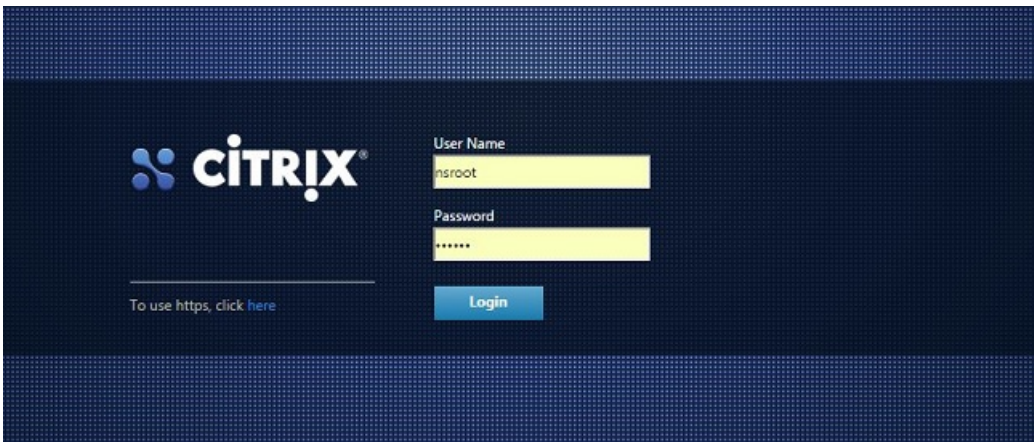 CITRIX®
User Name
nsroot
Password
••••••
Login
To use https, click here